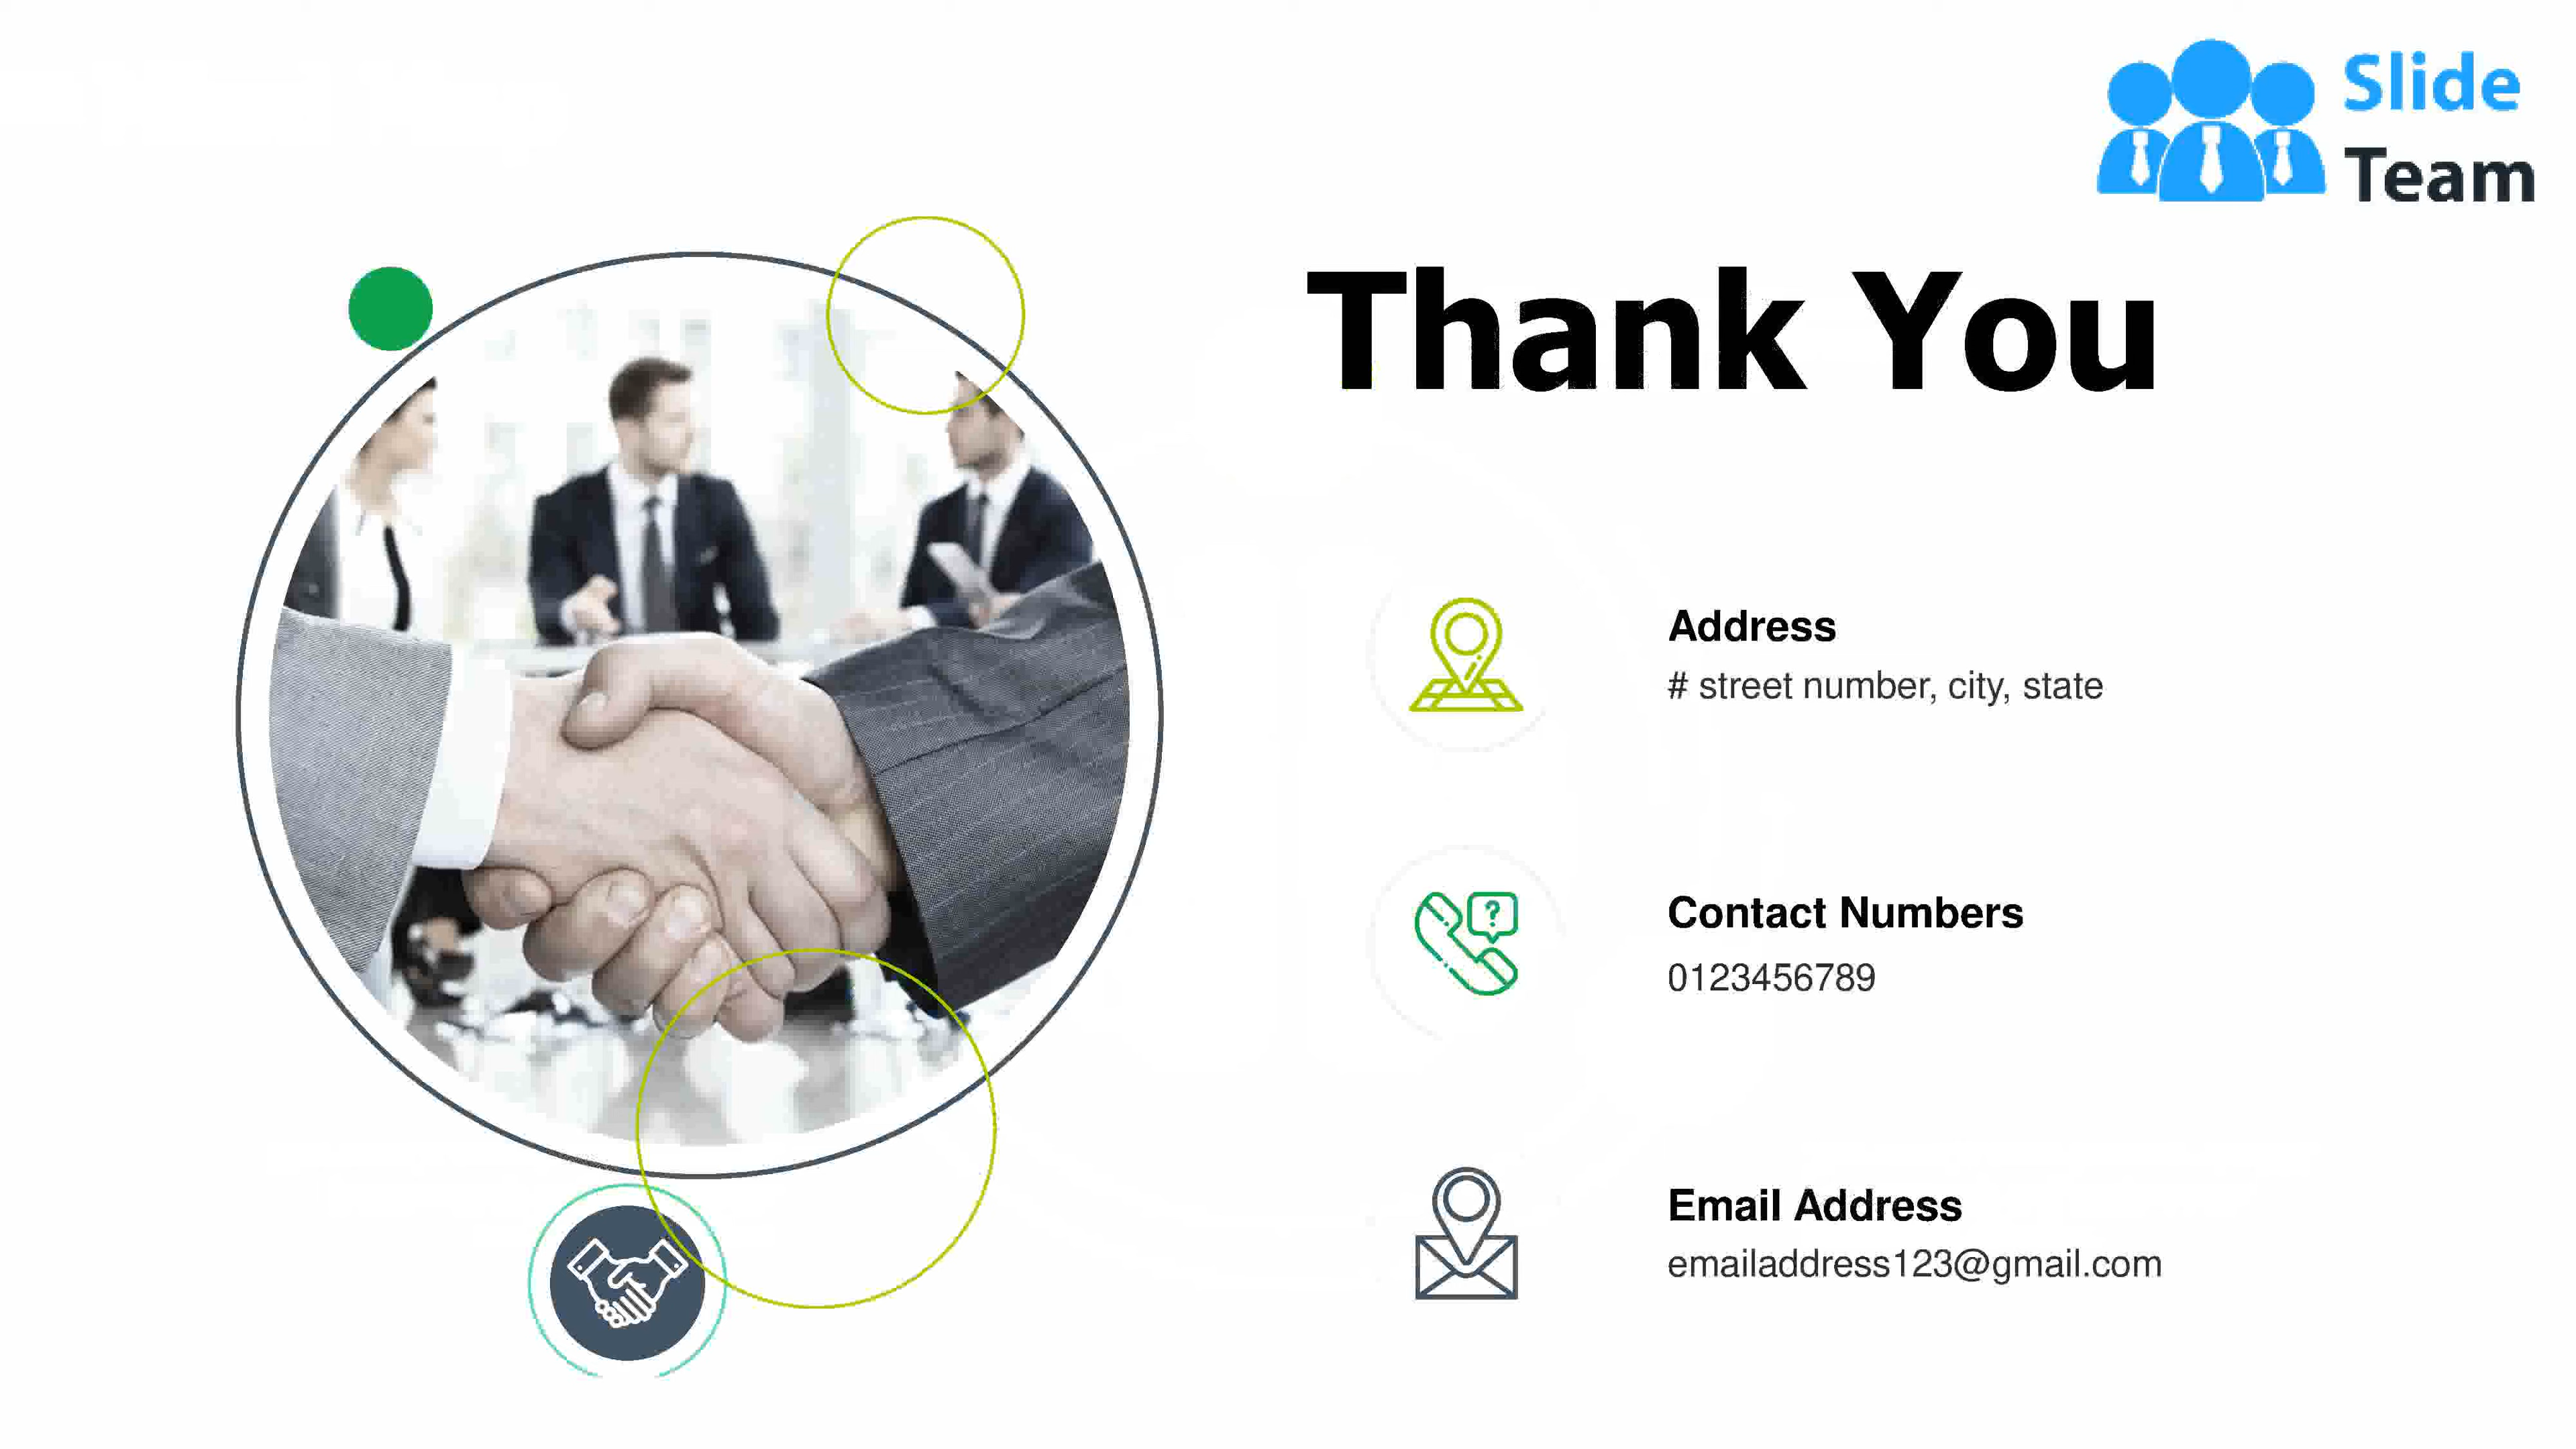 Slide
Team
Thank You
Address
# street number, city, state
Contact Numbers
?
0123456789
Email Address
emailaddress123@gmail.com